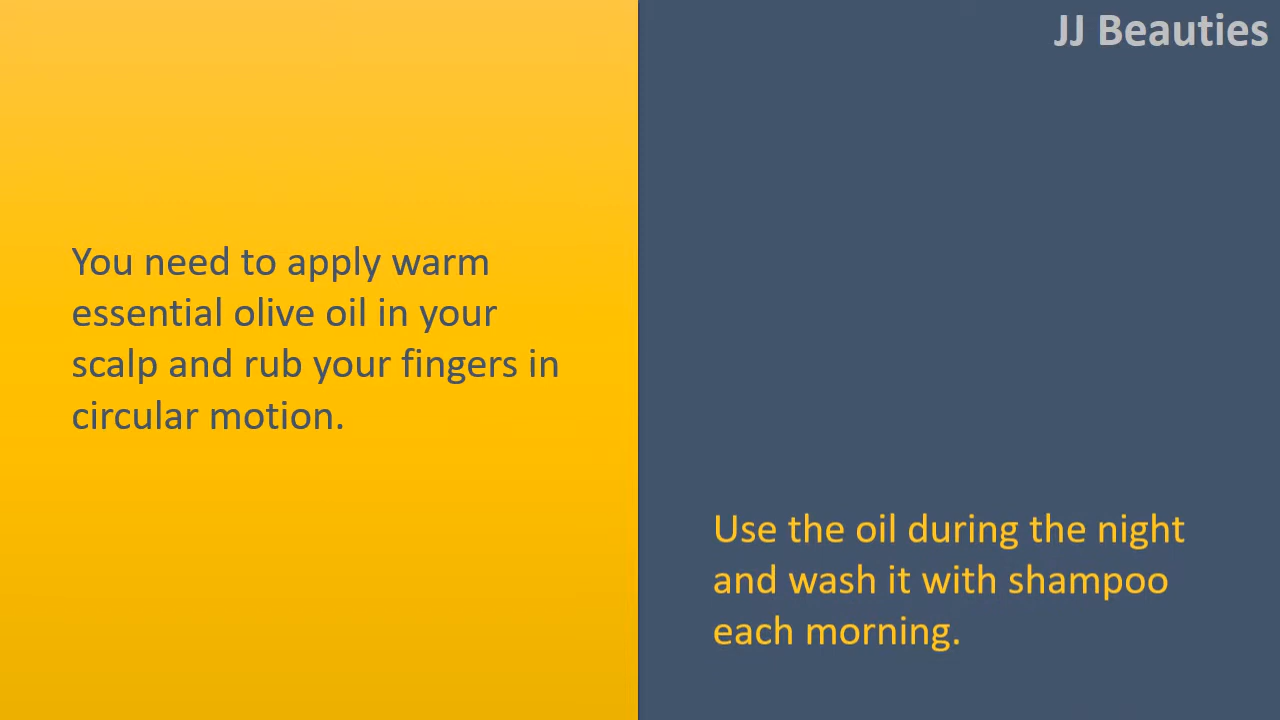 JJ Beauties
You need to apply warm
essential olive oil in your
scalp and rub your fingers in
circular motion.
Use the oil during the night
and wash it with shampoo
each morning.